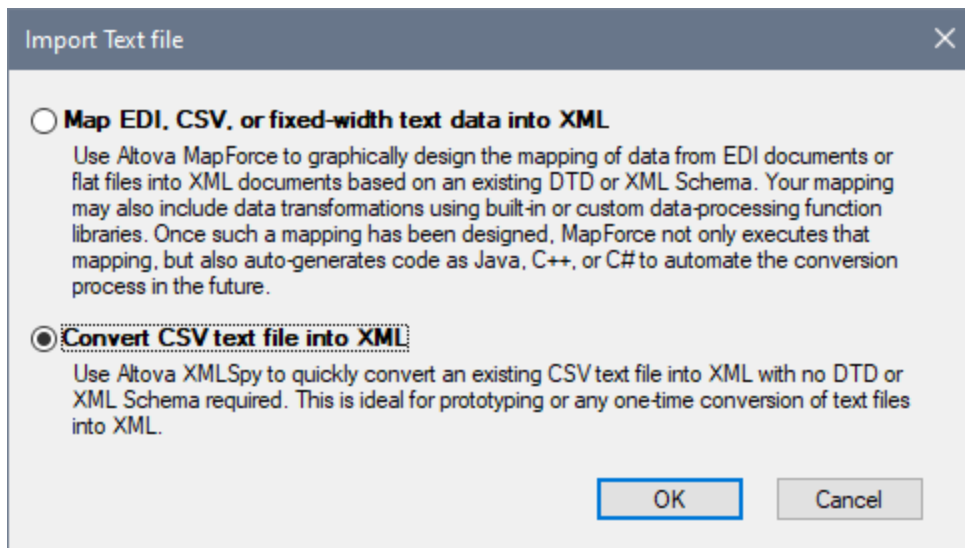 Import Text file
Map EDI, CSV, or fixed-width text data into XML
Use Altova MapForce to graphically design the mapping of data from EDI documents or
flat files into XML documents based on an existing DTD or XML Schema. Your mapping
may also include data transformations using built-in or custom data-processing function
libraries. Once such a mapping has been designed, MapForce not only executes that
mapping, but also auto-generates code as Java, C++, or C# to automate the conversion
process in the future.
Convert CSV text file into XML
Use Altova XMLSpy to quickly convert an existing CSV text file into XML with no DTD or
XML Schema required. This is ideal for prototyping or any one-time conversion of text files
into XML.
OK Cancel